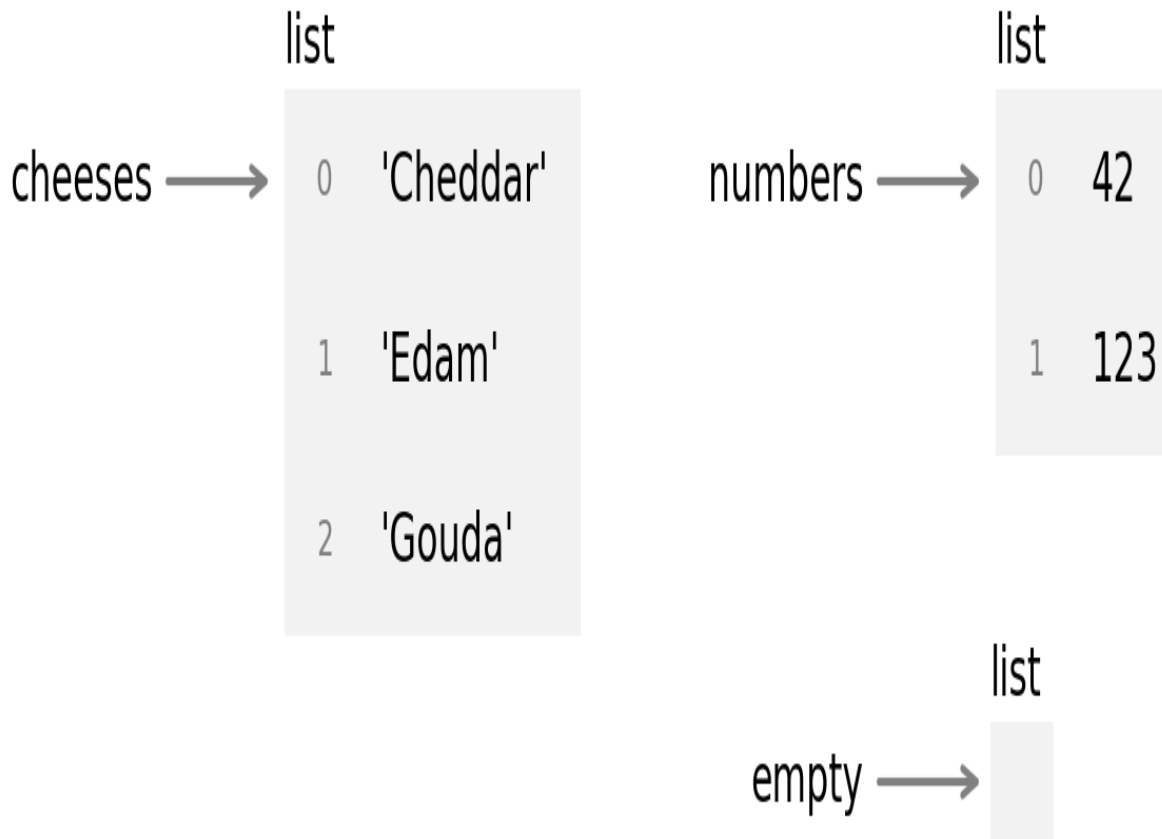 list
cheeses 0 'Cheddar'
1 'Edam'
2 'Gouda'
list
numbers 0 42
1 123
list
empty